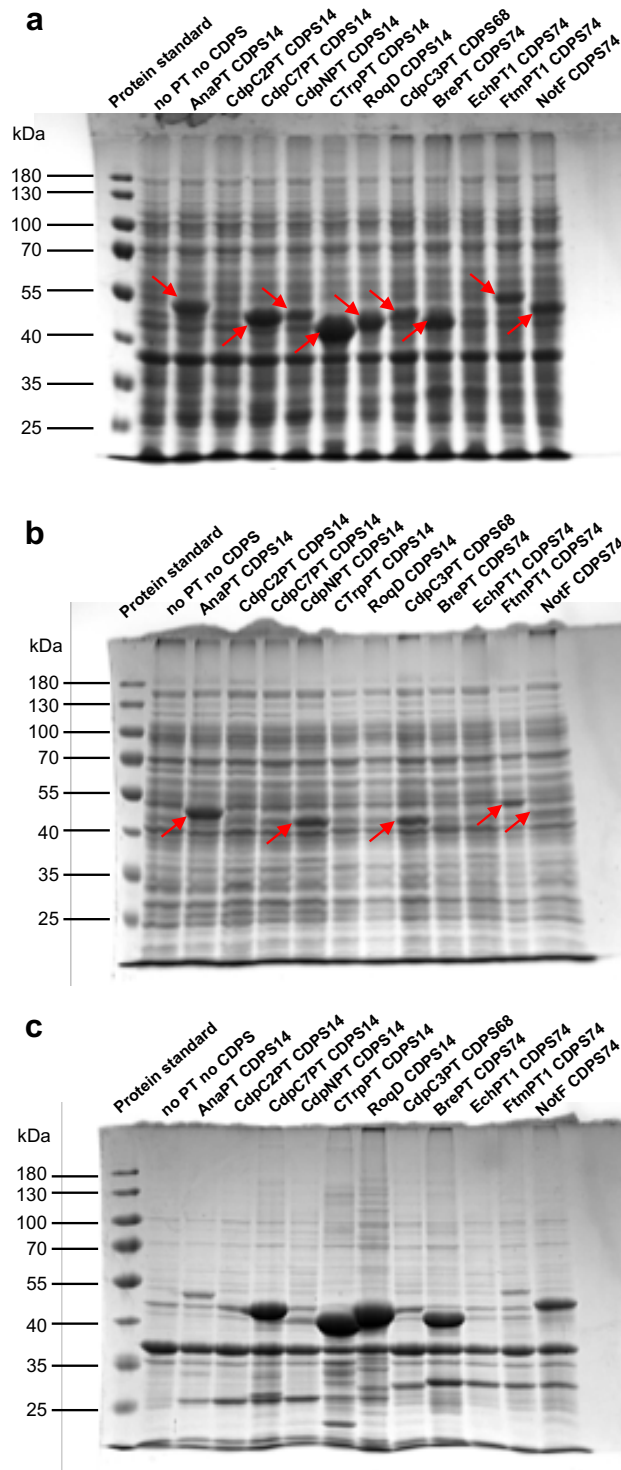 a
Protein standard
no PT no CDPS
AnaPT CDPS14
CdpC2PT CDPS14
CdpC7PT CDPS14
CdpNPT CDPS14
CTrpPT CDPS14
RoqD CDPS14
CdpC3PT CDPS68
BrePT CDPS74
EchPT1 CDPS74
FtmPT1 CDPS74
NotF CDPS74
kDa
180
130
100
70
55
40
35
25
b
Protein standard
no PT no CDPS
AnaPT CDPS14
CdpC2PT CDPS14
CdpC7PT CDPS14
CdpNPT CDPS14
CTrpPT CDPS14
RoqD CDPS14
CdpC3PT CDPS68
BrePT CDPS74
EchPT1 CDPS74
FtmPT1 CDPS74
NotF CDPS74
kDa
180
130
100
70
55
40
35
25
c
Protein standard
no PT no CDPS
AnaPT CDPS14
CdpC2PT CDPS14
CdpC7PT CDPS14
CdpNPT CDPS14
CTrpPT CDPS14
RoqD CDPS14
CdpC3PT CDPS68
BrePT CDPS74
EchPT1 CDPS74
FtmPT1 CDPS74
NotF CDPS74
kDa
180
130
100
70
55
40
35
25